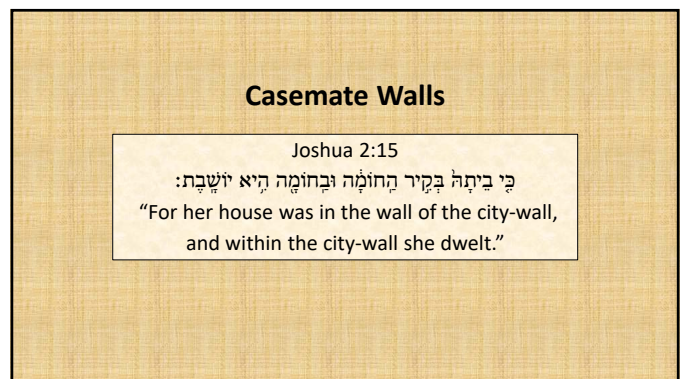 Casemate Walls
Joshua 2:15
כִּ֤י בֵיתָהּ֙ בְּקִ֣יר הַֽחוֹמָ֔ה וּבַֽחוֹמָ֖ה הִ֥יא יוֹשָֽׁבֶת׃
“For her house was in the wall of the city-wall,
and within the city-wall she dwelt.”